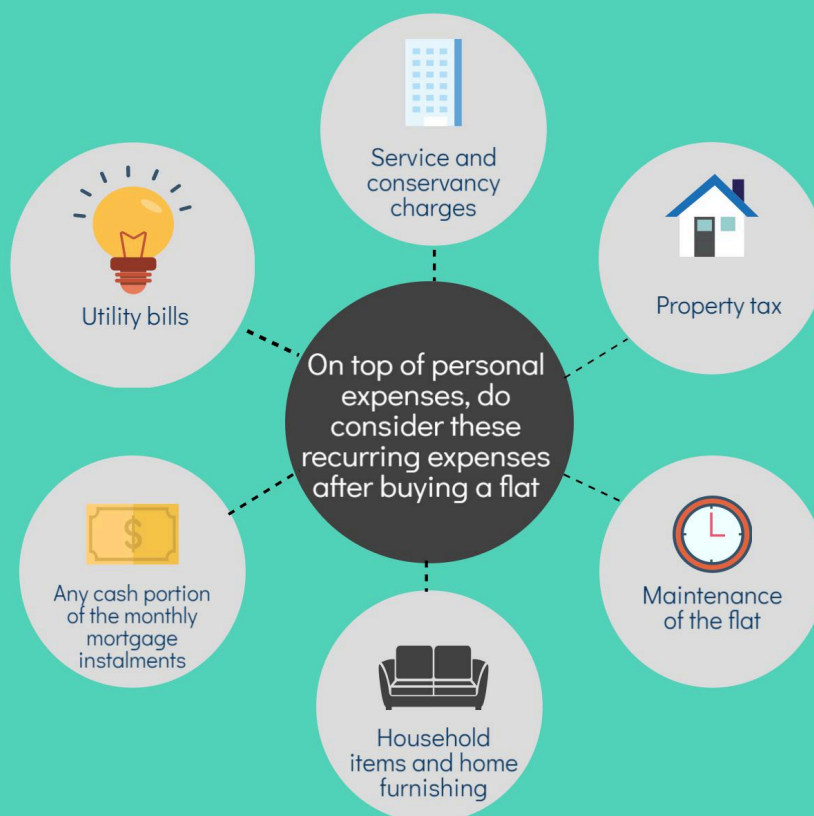 Service and
conservancy
charges
Utility bills
Property tax
On top of personal
expenses, do
consider these
recurring expenses
after buying a flat
$
Any cash portion
of the monthly
mortgage
instalments
Maintenance
of the flat
Household
items and home
furnishing